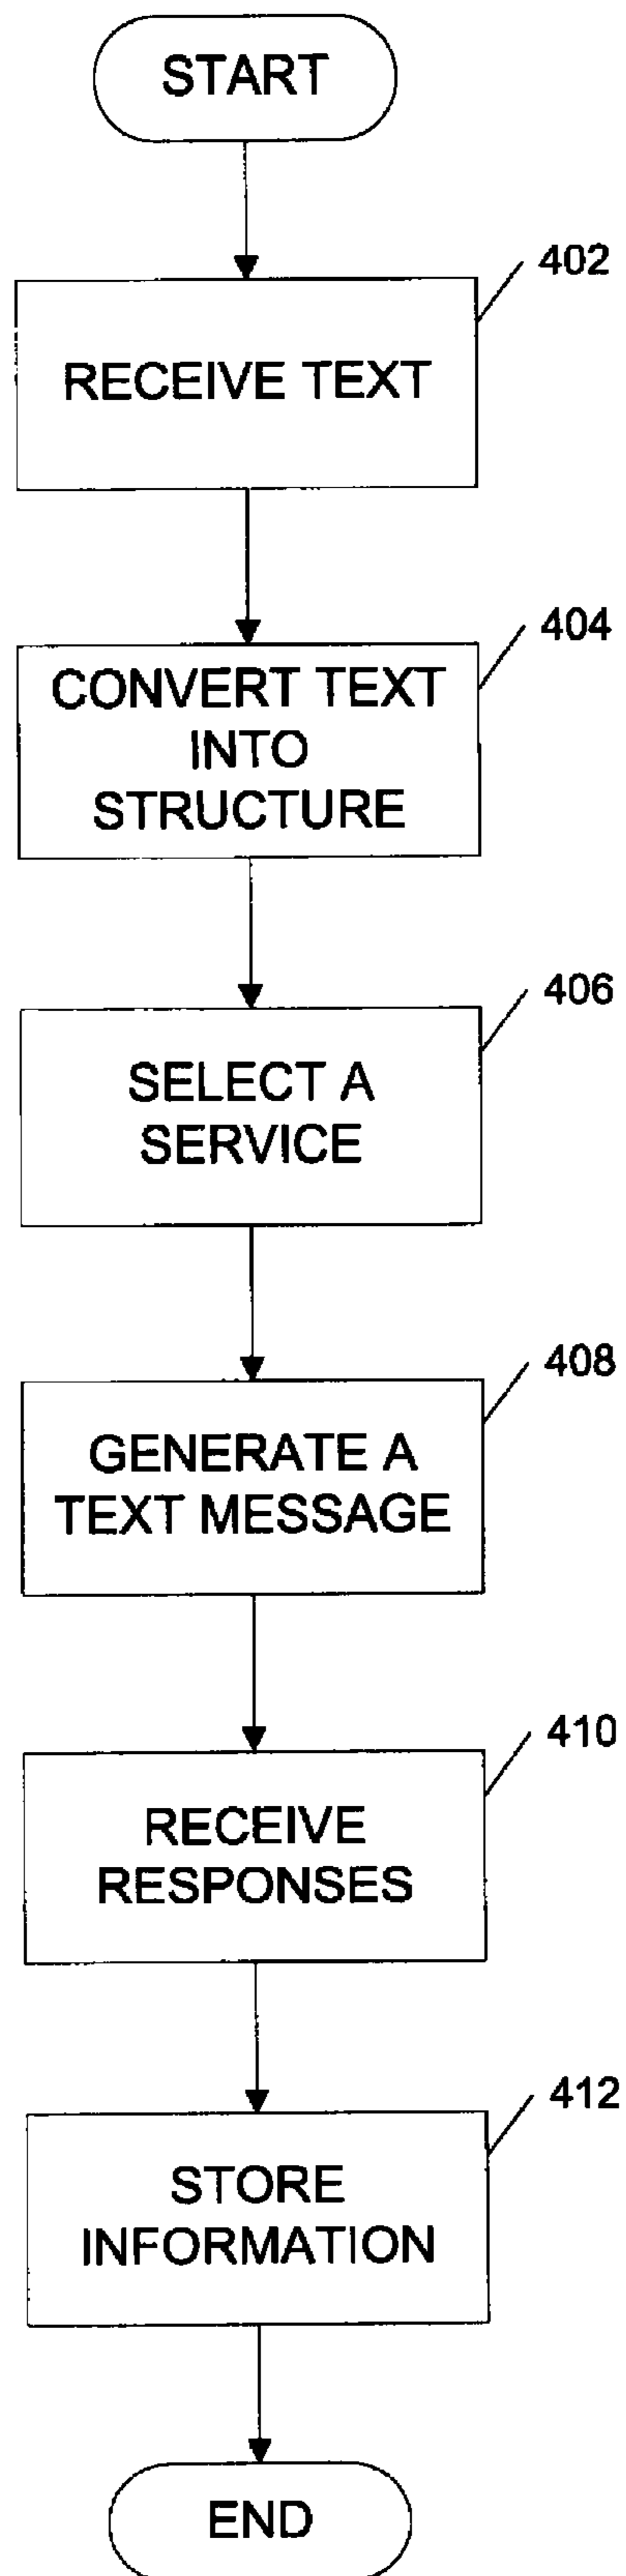 START
402
RECEIVE TEXT
404
CONVERT TEXT
INTO
STRUCTURE
406
SELECT A
SERVICE
408
GENERATE A
TEXT MESSAGE
410
RECEIVE
RESPONSES
412
STORE
INFORMATION
END